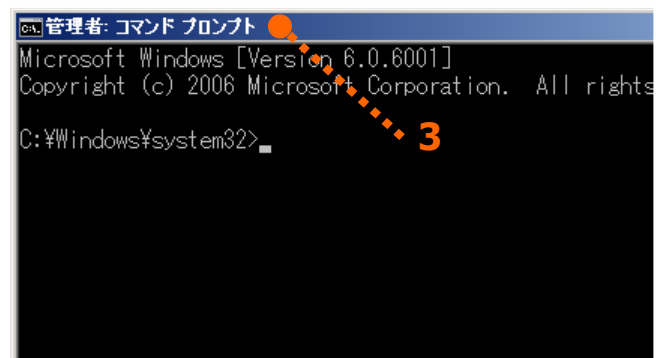 管理者: コマンド プロンプト
Microsoft Windows [Version 6.0.6001]
Copyright (c) 2006 Microsoft Corporation.  All rights
C:¥Windows¥system32>_
3